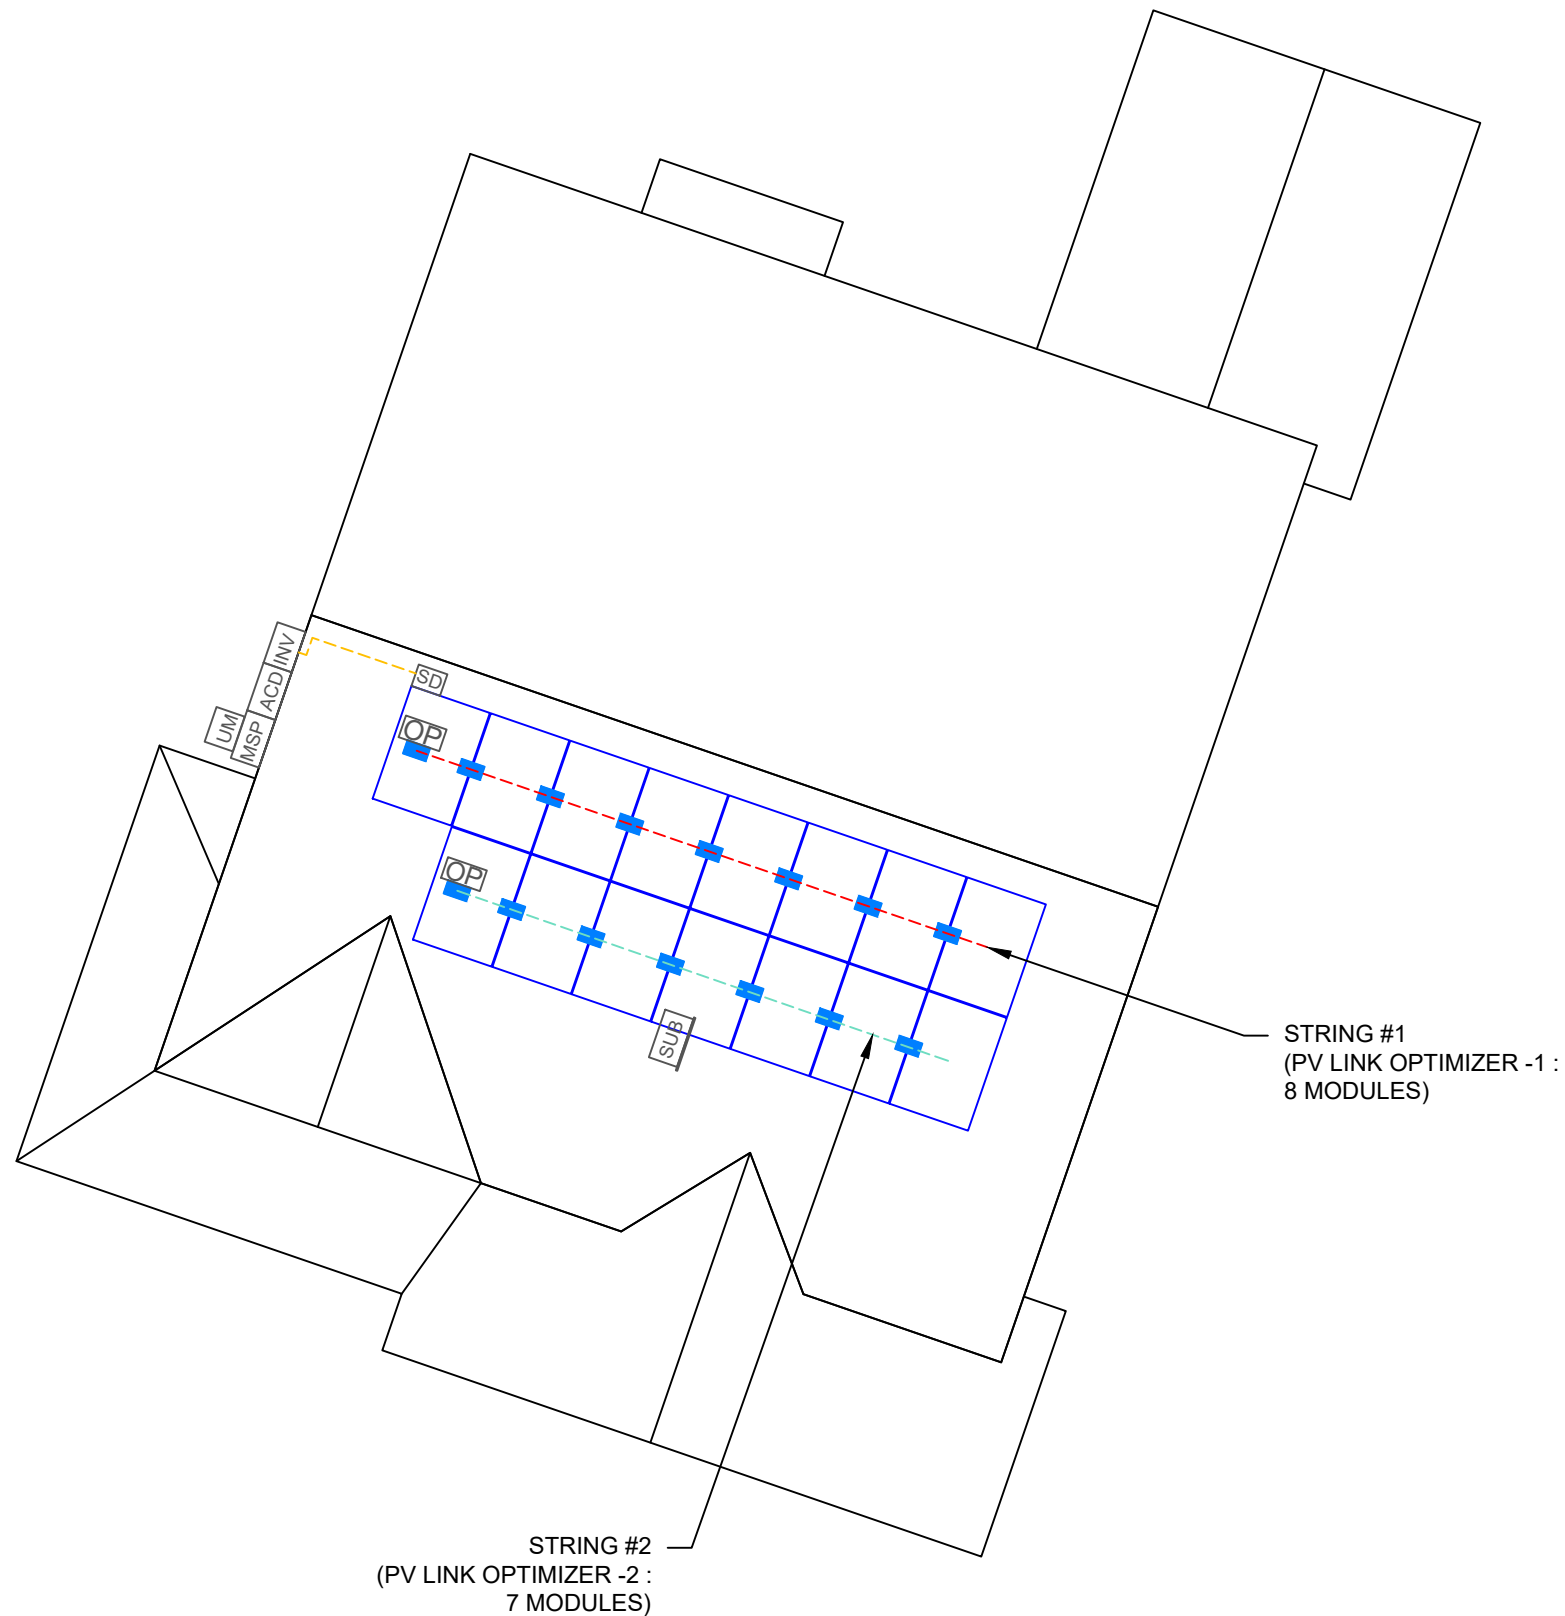 INV
SD
ACD
UM
MSP
OP
OP
SUB
STRING #1
(PV LINK OPTIMIZER -1 :
8 MODULES)
STRING #2
(PV LINK OPTIMIZER -2 :
7 MODULES)